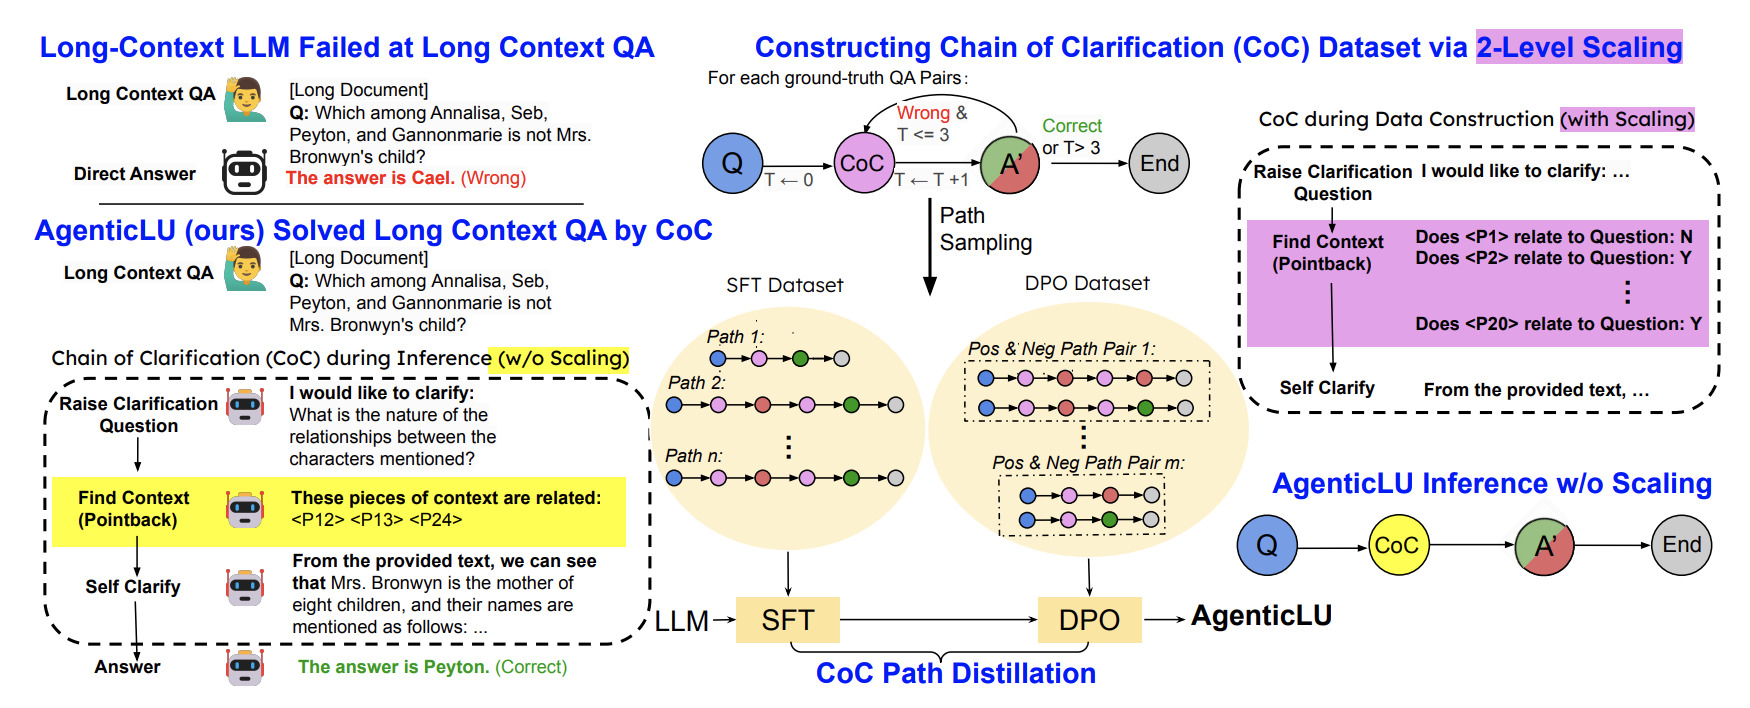 Long-Context LLM Failed at Long Context QA
Long Context QA
[Long Document]
Q: Which among Annalisa, Seb,
Peyton, and Gannonmarie is not Mrs.
Bronwyn's child?
Direct Answer
The answer is Cael. (Wrong)
AgenticLU (ours) Solved Long Context QA by CoC
Long Context QA
[Long Document]
Q: Which among Annalisa, Seb,
Peyton, and Gannonmarie is not
Mrs. Bronwyn's child?
Chain of Clarification (CoC) during Inference (w/o Scaling)
Raise Clarification
Question
I would like to clarify:
What is the nature of the
relationships between the
characters mentioned?
Find Context
(Pointback)
These pieces of context are related:
<P12> <P13> <P24>
Self Clarify
From the provided text, we can see
that Mrs. Bronwyn is the mother of
eight children, and their names are
mentioned as follows: ...
Answer
The answer is Peyton. (Correct)
Constructing Chain of Clarification (CoC) Dataset via 2-Level Scaling
For each ground-truth QA Pairs:
Q
T ← 0
CoC
Wrong &
T <= 3
T ← T +1
A'
Correct
or T> 3
End
Path
Sampling
SFT Dataset
Path 1:
Path 2:
⋮
Path n:
DPO Dataset
Pos & Neg Path Pair 1:
⋮
Pos & Neg Path Pair m:
LLM
SFT
DPO
AgenticLU
CoC Path Distillation
CoC during Data Construction (with Scaling)
Raise Clarification
Question
I would like to clarify: ...
Find Context
(Pointback)
Does <P1> relate to Question: N
Does <P2> relate to Question: Y
⋮
Does <P20> relate to Question: Y
Self Clarify
From the provided text, ...
AgenticLU Inference w/o Scaling
Q
CoC
A'
End